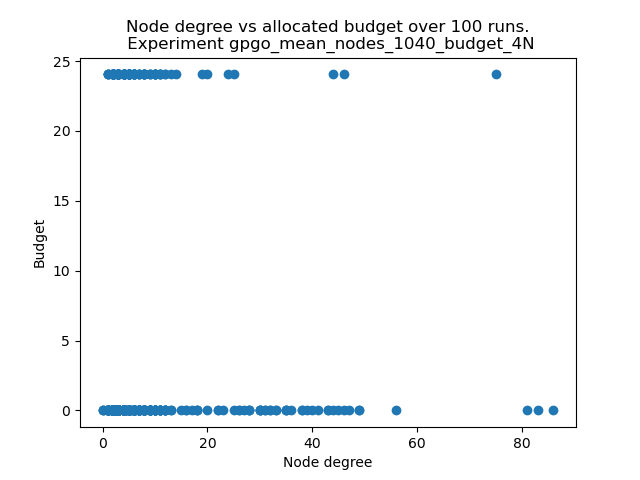 Node degree vs allocated budget over 100 runs.
Experiment gpgo_mean_nodes_1040_budget_4N
25
20
15
10
5
0
Budget
0 20 40 60 80
Node degree